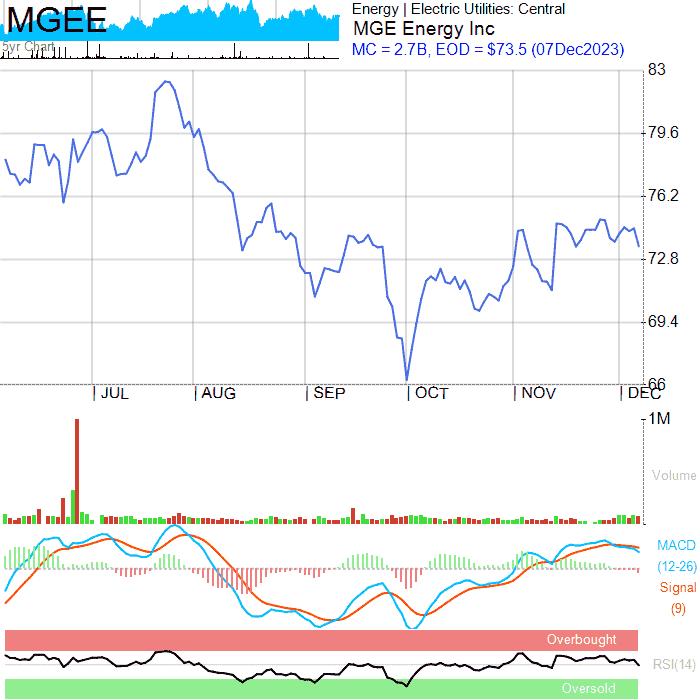 MGEE
5yr Chart
Energy | Electric Utilities: Central
MGE Energy Inc
MC = 2.7B, EOD = $73.5 (07Dec2023)
83
79.6
76.2
72.8
69.4
66
JUL AUG SEP OCT NOV DEC
1M
Volume
MACD
(12-26)
Signal
(9)
Overbought
RSI(14)
Oversold